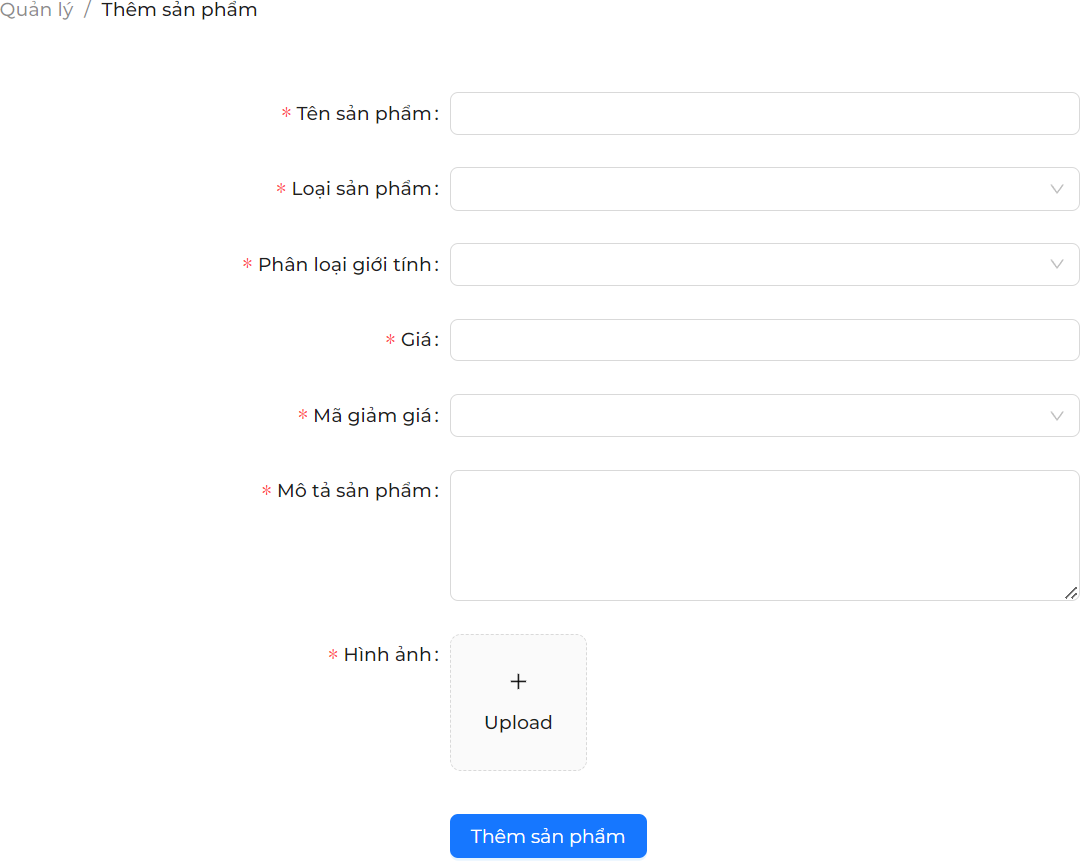 Quản lý / Thêm sản phẩm
* Tên sản phẩm:
* Loại sản phẩm:
* Phân loại giới tính:
* Giá:
* Mã giảm giá:
* Mô tả sản phẩm:
* Hình ảnh:
+
Upload
Thêm sản phẩm